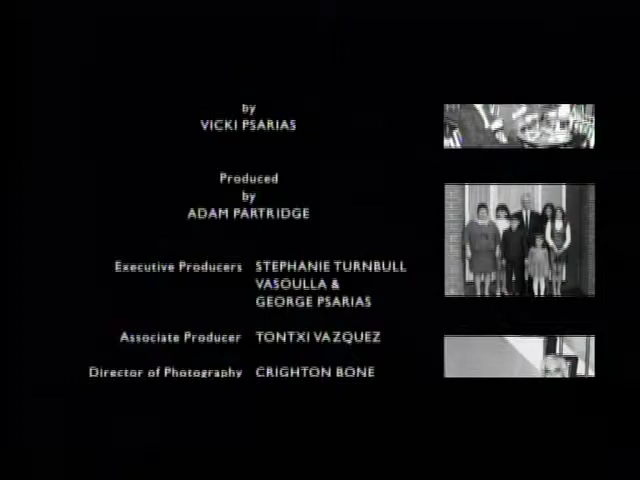 by
VICKI PSARIAS
Produced
by
ADAM PARTRIDGE
Executive Producers STEPHANIE TURNBULL
VASOULLA &
GEORGE PSARIAS
Associate Producer TONTXI VAZQUEZ
Director of Photography CRIGHTON BONE